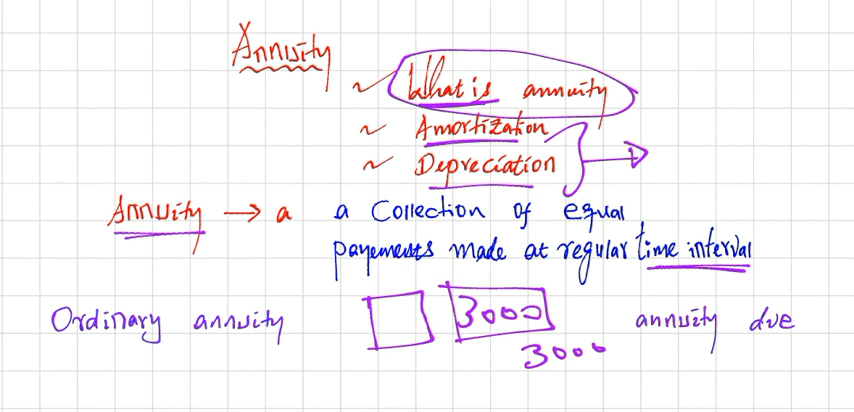 Annuity
~ What is annuity
~ Amortization
~ Depreciation
Annuity → a a Collection of equal
payements made at regular time interval
Ordinary annuity 3000 annuity due
3000